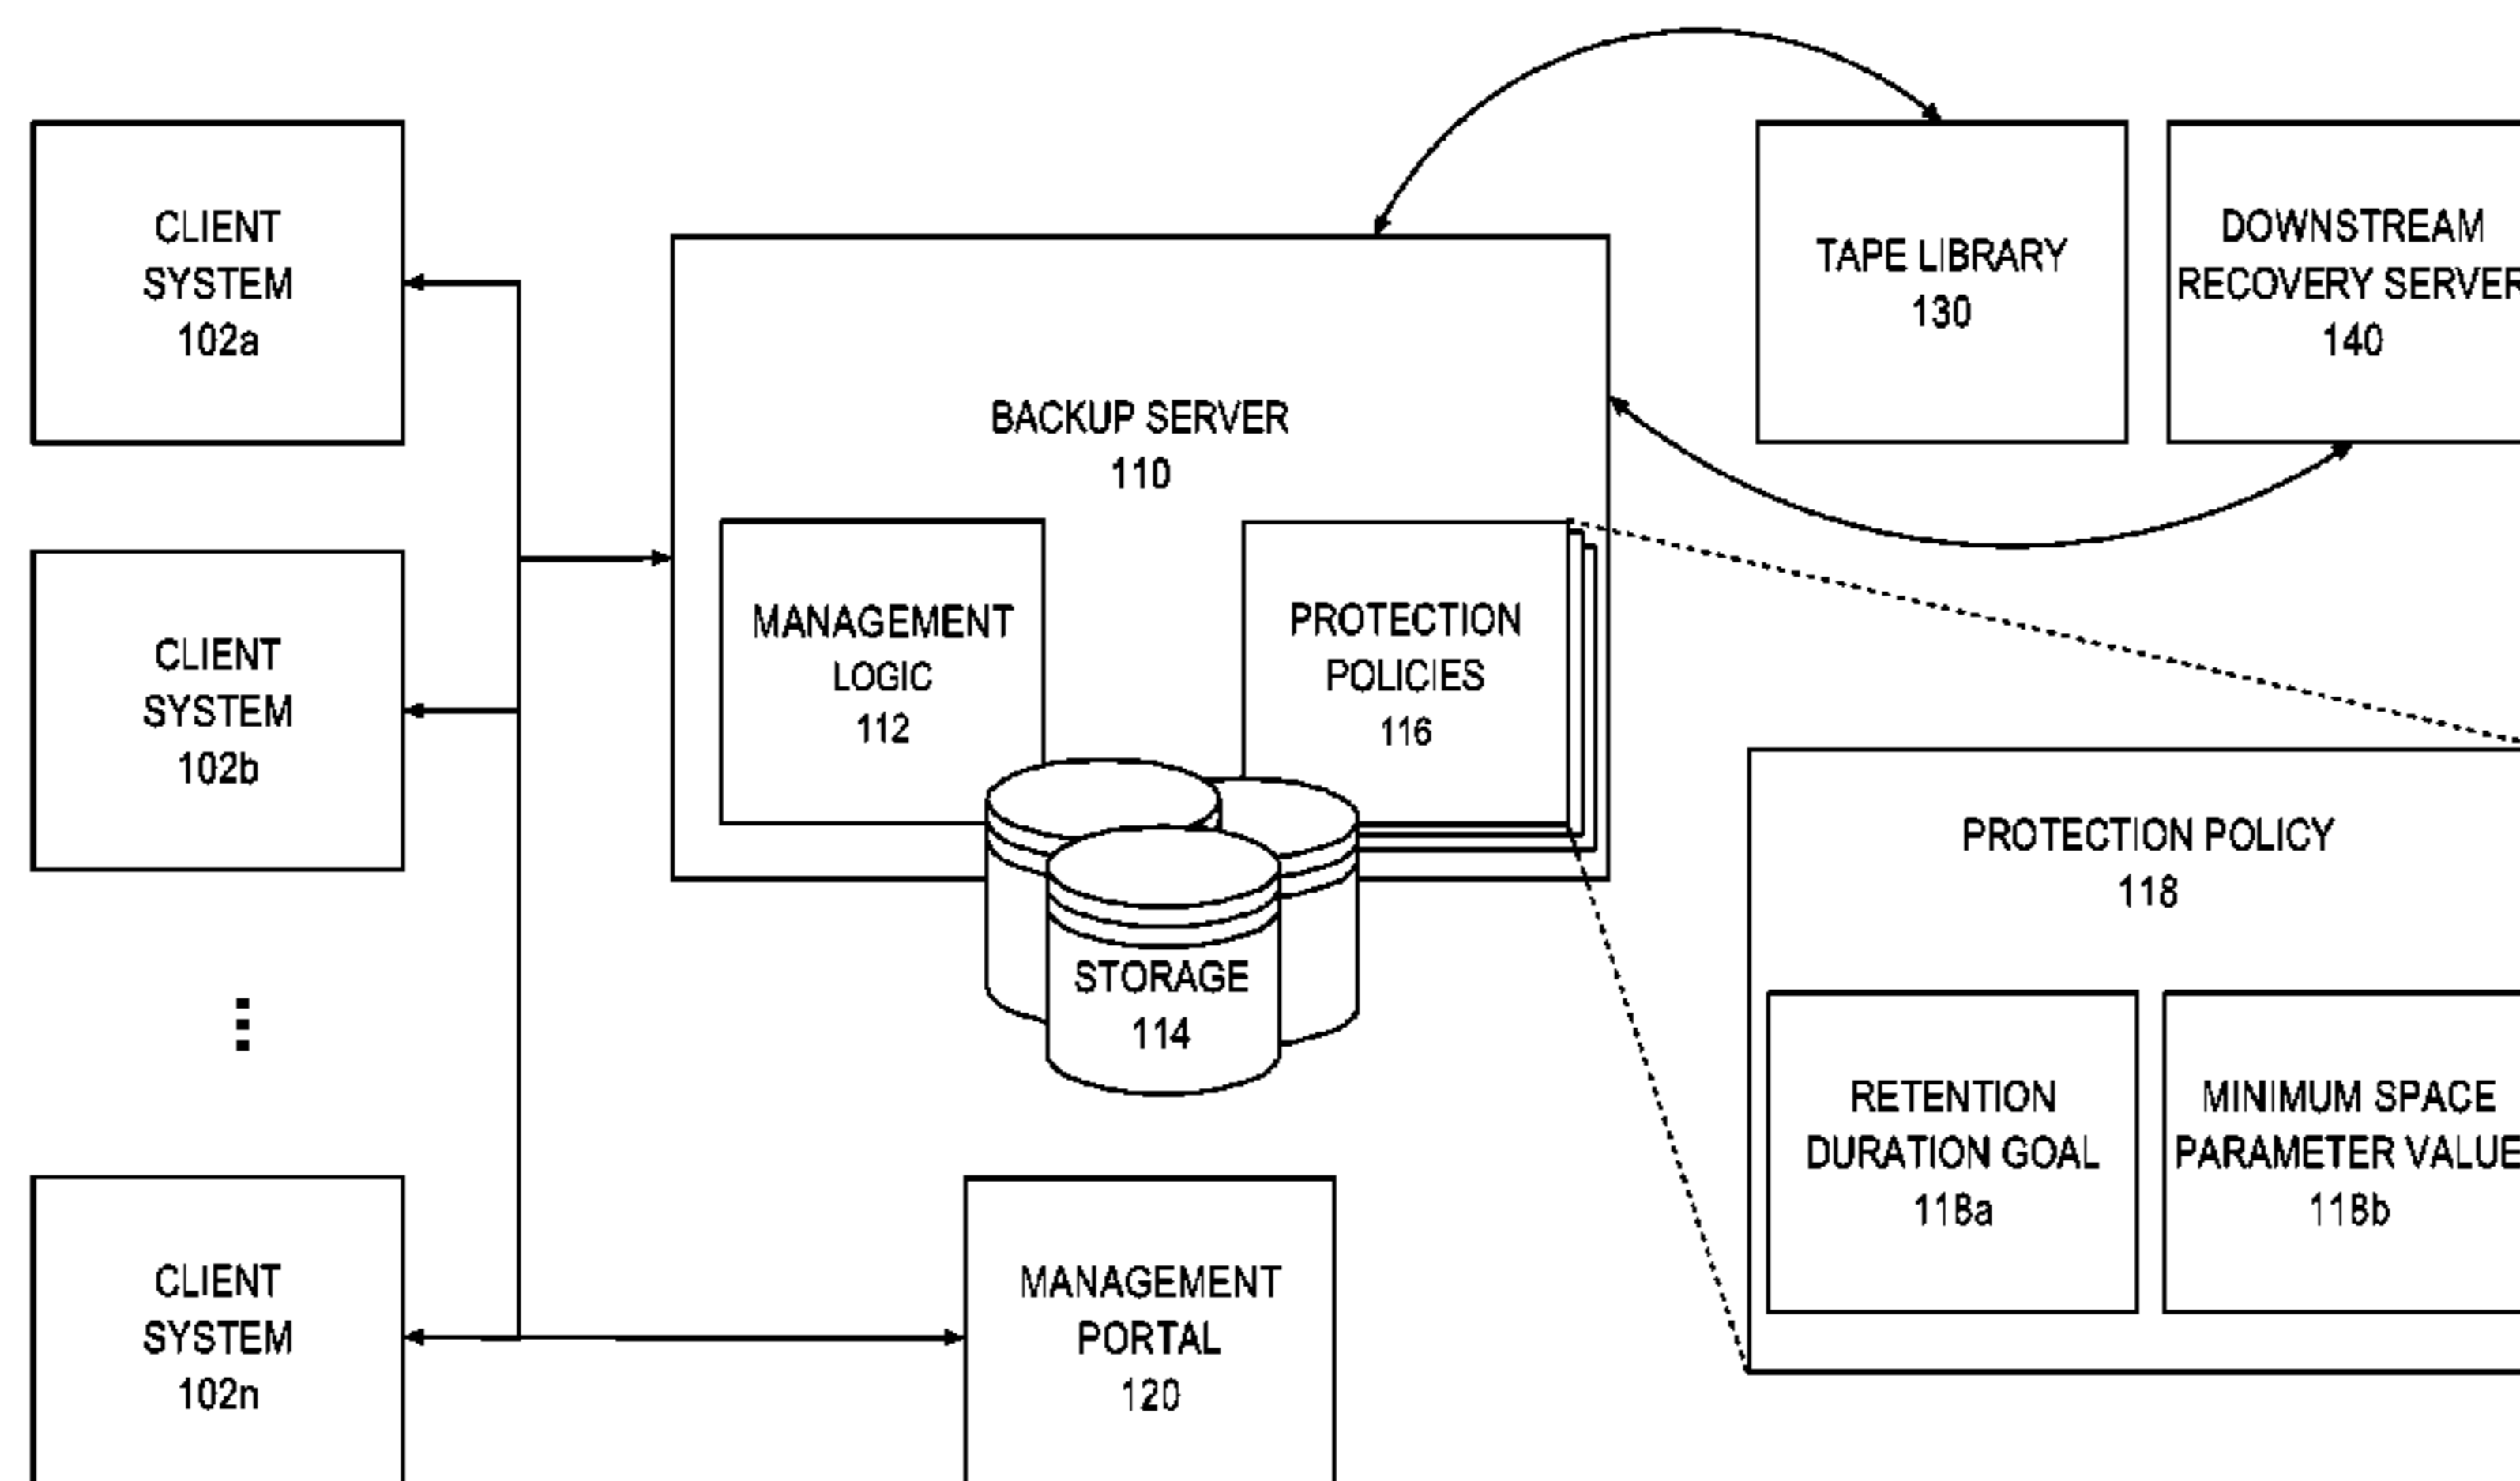 CLIENT
SYSTEM
102a
CLIENT
SYSTEM
102b
CLIENT
SYSTEM
102n
BACKUP SERVER
110
MANAGEMENT
LOGIC
112
PROTECTION
POLICIES
116
STORAGE
114
MANAGEMENT
PORTAL
120
TAPE LIBRARY
130
DOWNSTREAM
RECOVERY SERVER
140
PROTECTION POLICY
118
RETENTION
DURATION GOAL
118a
MINIMUM SPACE
PARAMETER VALUE
118b